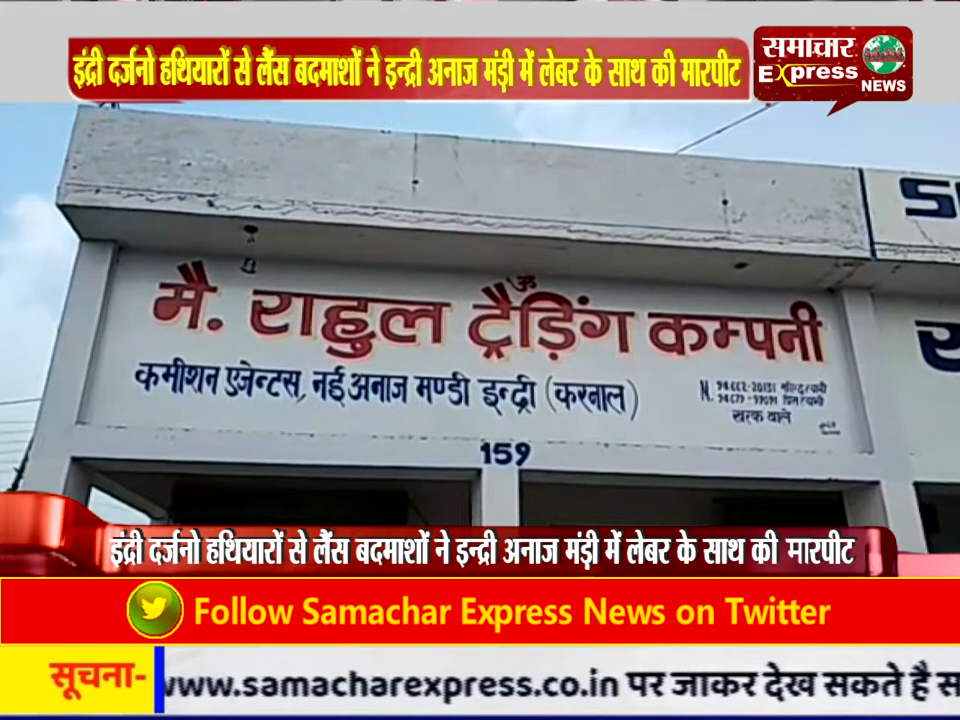 इंद्री दर्जनो हथियारों से लैंस बदमाशों ने इन्द्री अनाज मंड़ी में लेबर के साथ की मारपीट
समाचार
Express
NEWS
ॐ
मै. राहुल ट्रैडिंग कम्पनी
कमीशन एजेन्टस, नई अनाज मण्डी इन्द्री (करनाल)
खरफ वाले
159
इंद्री दर्जनो हथियारों से लैंस बदमाशों ने इन्द्री अनाज मंड़ी में लेबर के साथ की मारपीट
Follow Samachar Express News on Twitter
सूचना- www.samacharexpress.co.in पर जाकर देख सकते है स